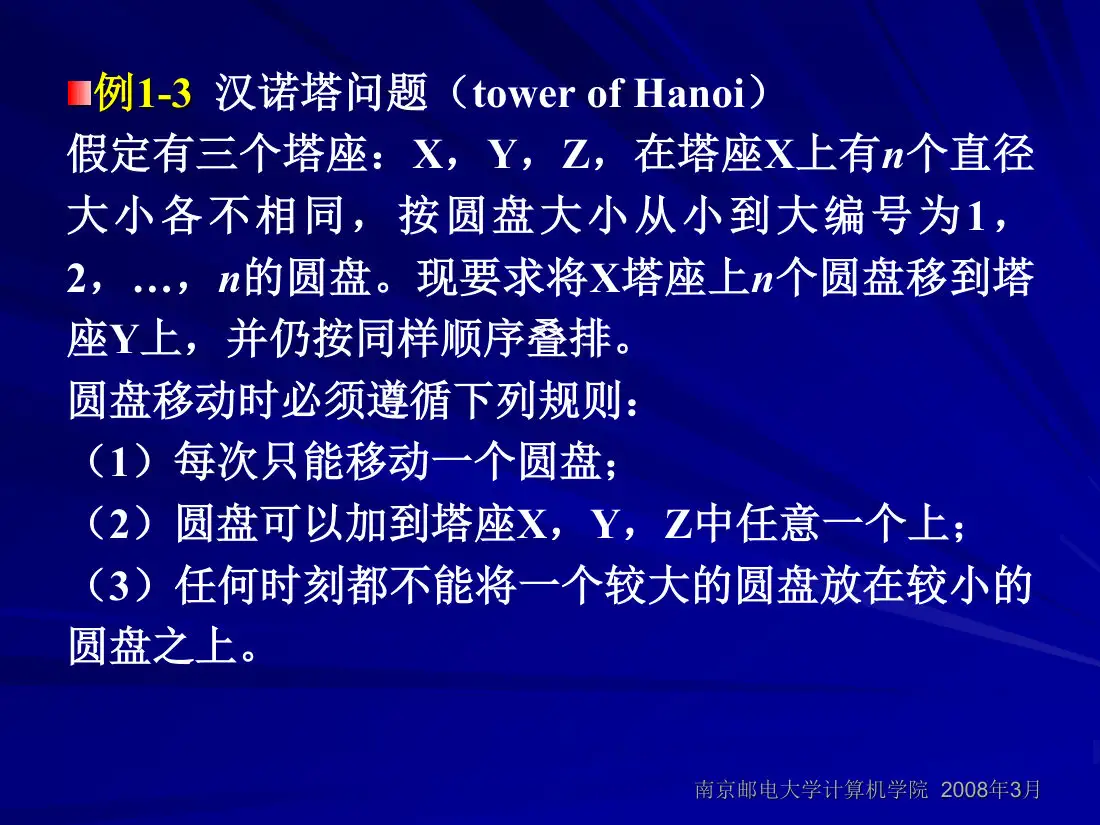 例1-3 汉诺塔问题（tower of Hanoi）
假定有三个塔座：X，Y，Z，在塔座X上有n个直径
大小各不相同，按圆盘大小从小到大编号为1，
2，…，n的圆盘。现要求将X塔座上n个圆盘移到塔
座Y上，并仍按同样顺序叠排。
圆盘移动时必须遵循下列规则：
（1）每次只能移动一个圆盘；
（2）圆盘可以加到塔座X，Y，Z中任意一个上；
（3）任何时刻都不能将一个较大的圆盘放在较小的
圆盘之上。
南京邮电大学计算机学院 2008年3月